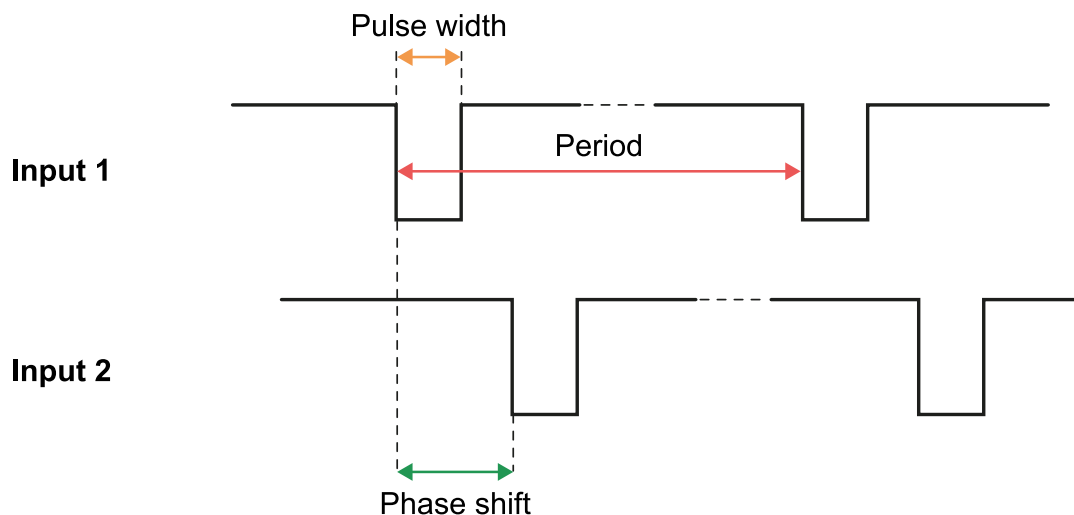 Pulse width
Period
Input 1
Input 2
Phase shift